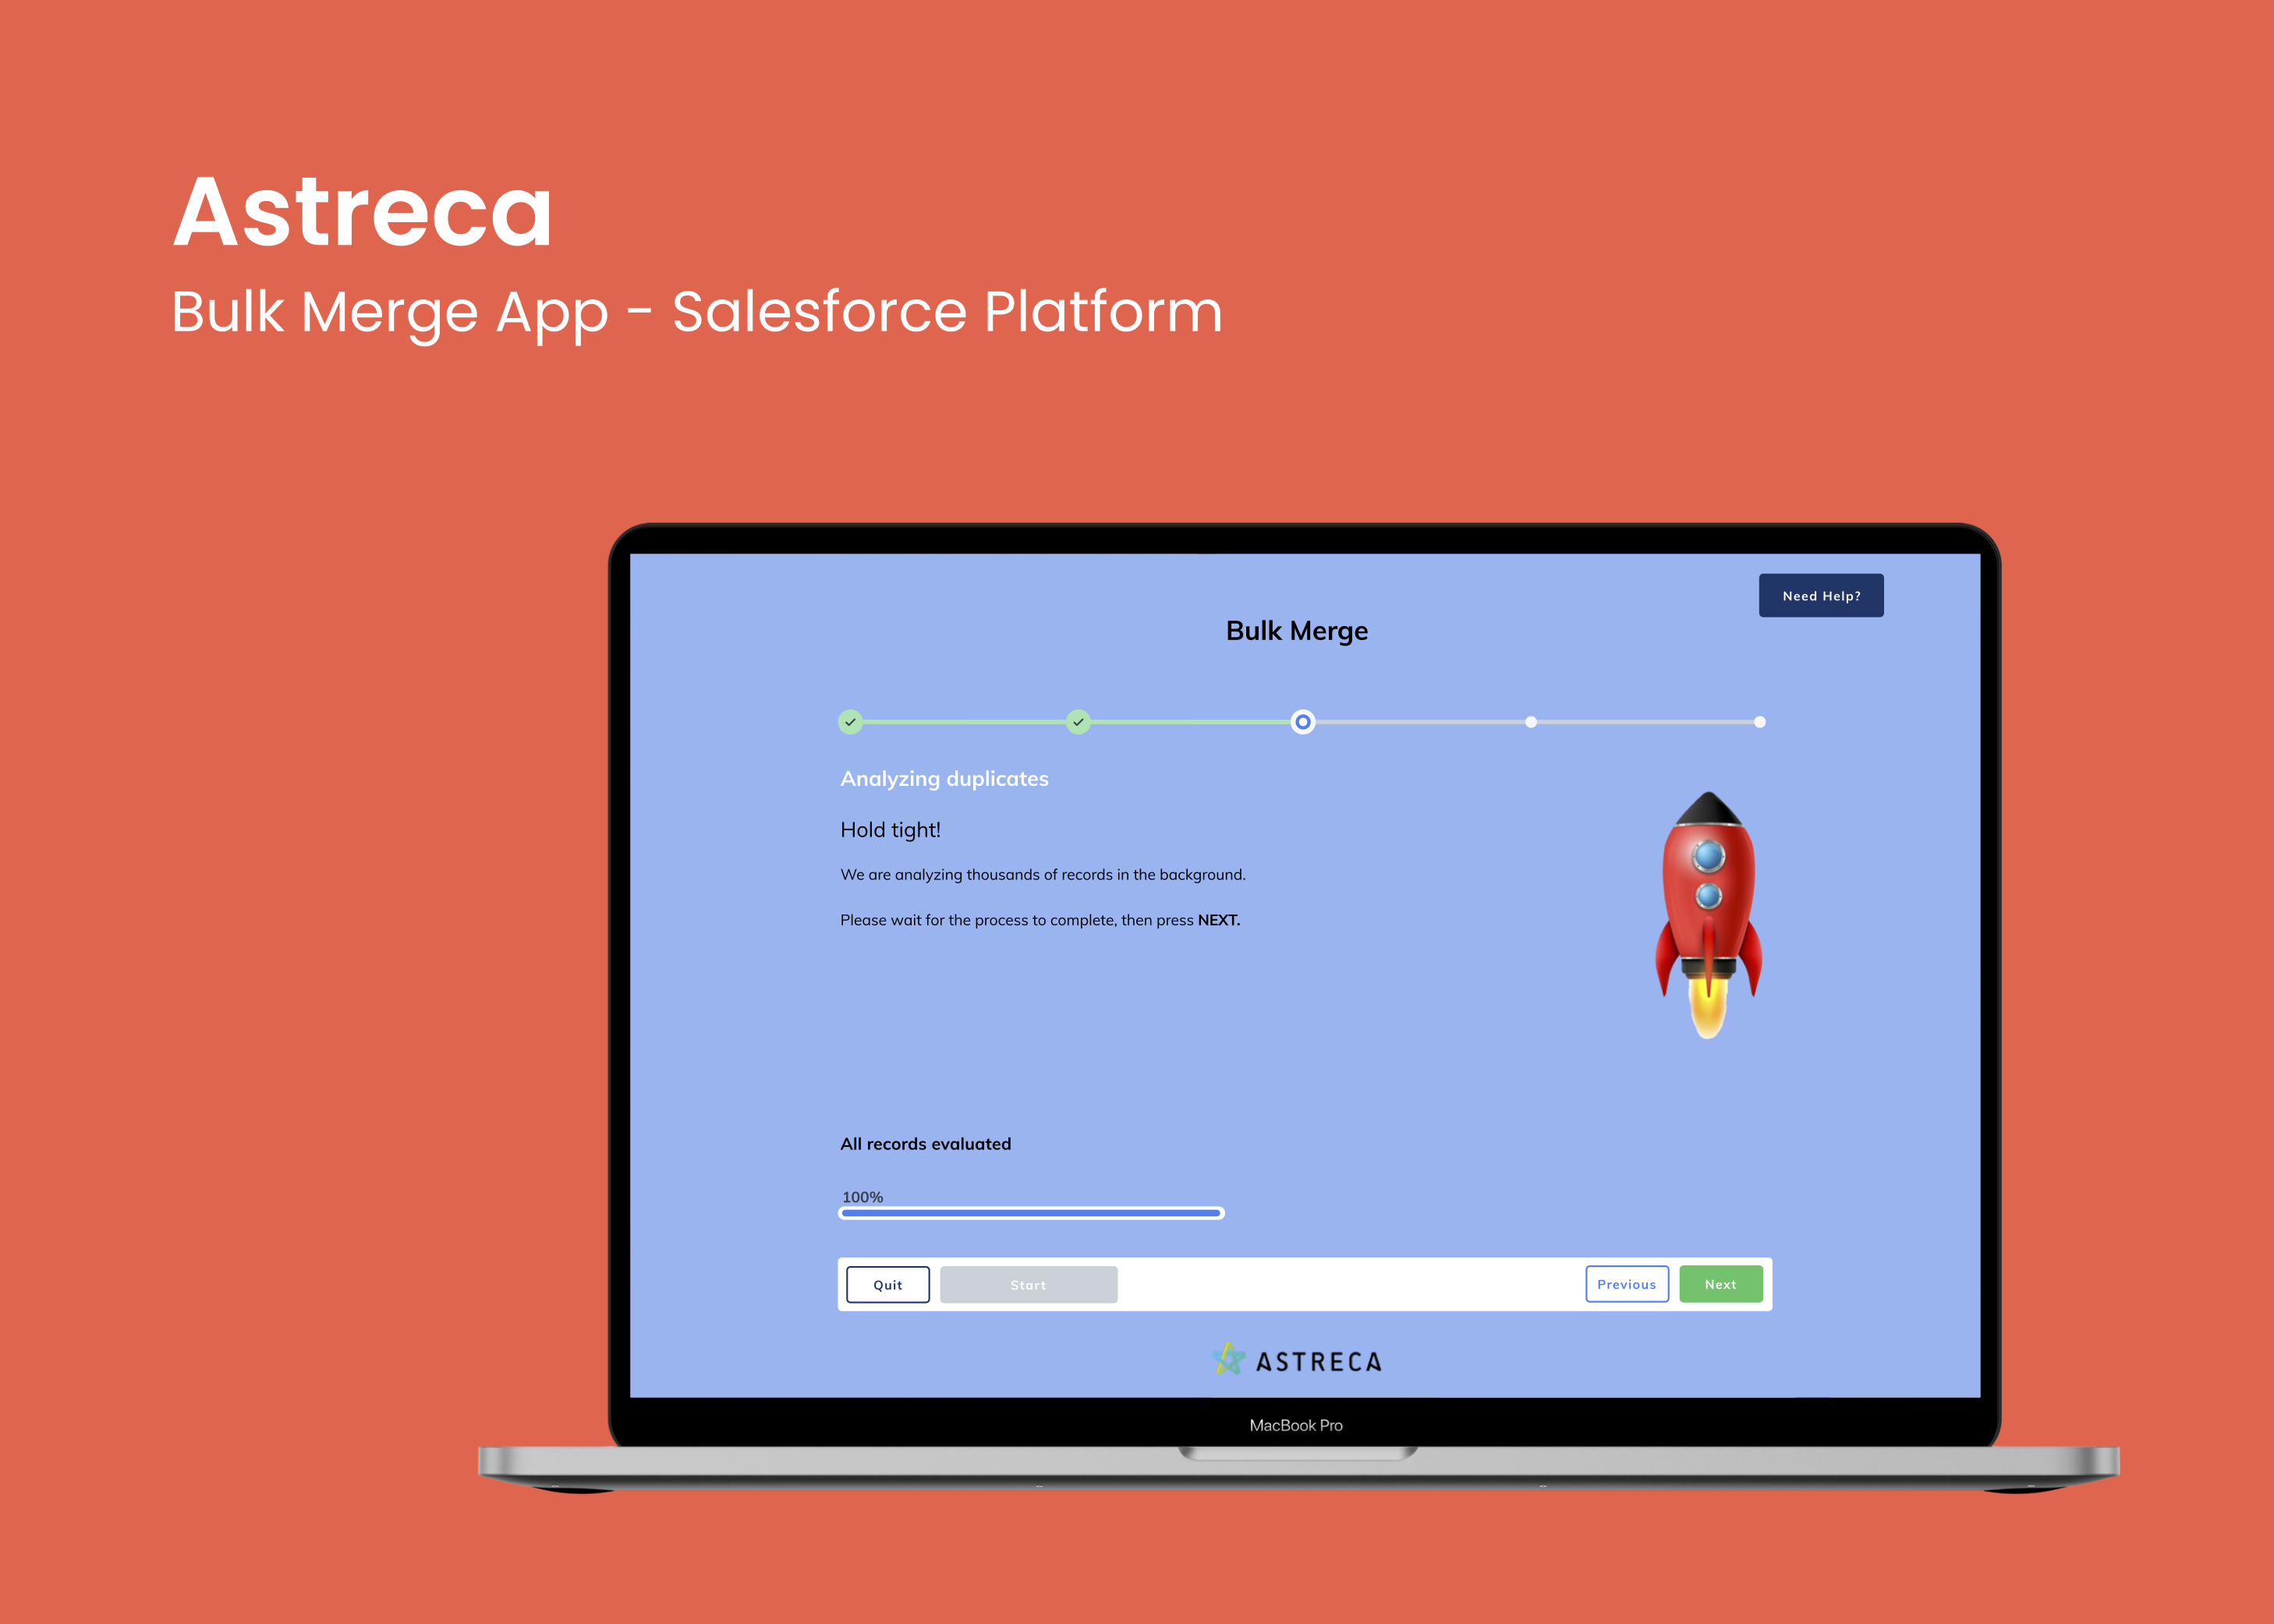 Astreca
Bulk Merge App - Salesforce Platform
Need Help?
Bulk Merge
Analyzing duplicates
Hold tight!
We are analyzing thousands of records in the background.
Please wait for the process to complete, then press NEXT.
All records evaluated
100%
Quit
Start
Previous
Next
ASTRECA
MacBook Pro